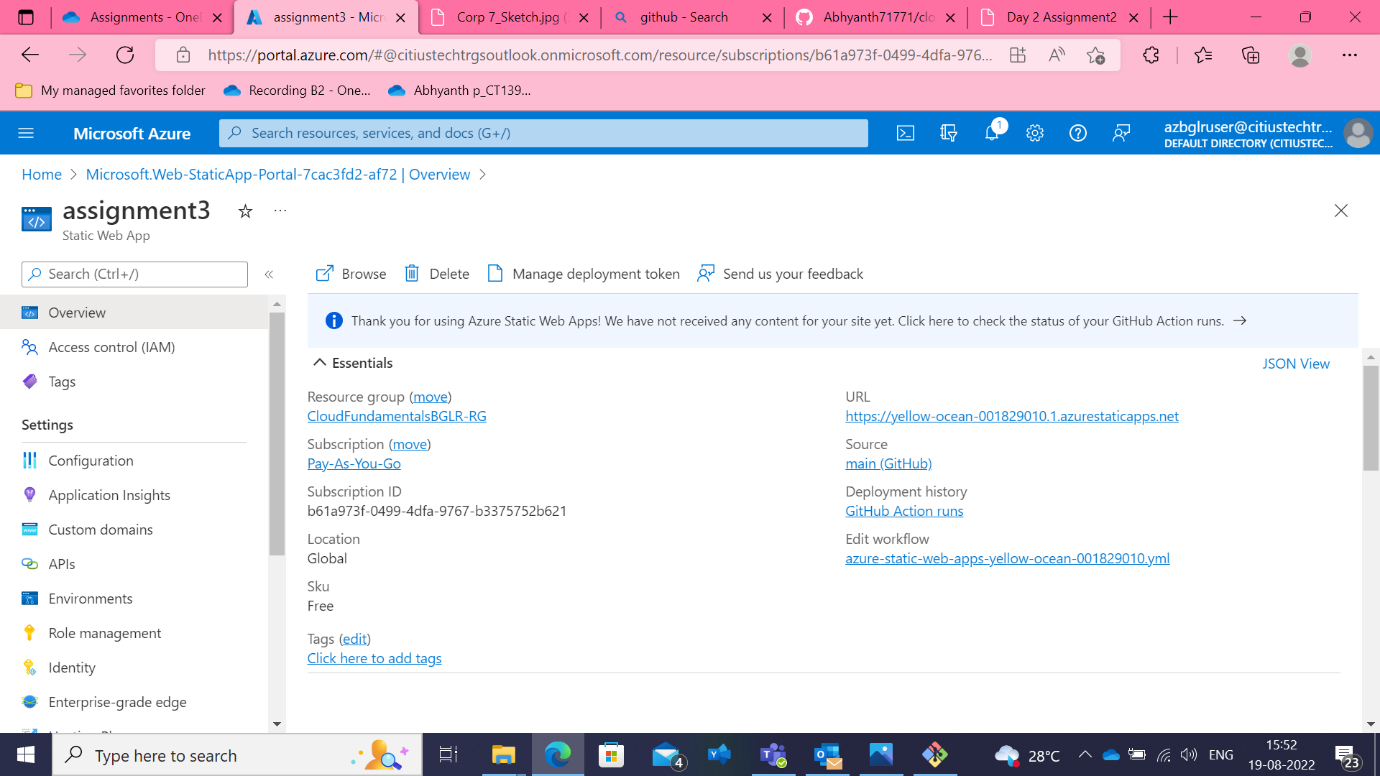 Assignments - OneD
assignment3 - Micr
Corp 7_Sketch.jpg (
github - Search
Abhyanth71771/clo
Day 2 Assignment2
https://portal.azure.com/#@citiustechtrgsoutlook.onmicrosoft.com/resource/subscriptions/b61a973f-0499-4dfa-976...
My managed favorites folder
Recording B2 - One...
Abhyanth p_CT139...
Microsoft Azure
Search resources, services, and docs (G+/)
1
azbglruser@citiustechtr...
DEFAULT DIRECTORY (CITIUSTEC...
Home > Microsoft.Web-StaticApp-Portal-7cac3fd2-af72 | Overview >
assignment3
Static Web App
Search (Ctrl+/)
Overview
Access control (IAM)
Tags
Settings
Configuration
Application Insights
Custom domains
APIs
Environments
Role management
Identity
Enterprise-grade edge
Browse
Delete
Manage deployment token
Send us your feedback
Thank you for using Azure Static Web Apps! We have not received any content for your site yet. Click here to check the status of your GitHub Action runs. →
Essentials
JSON View
Resource group (move)
CloudFundamentalsBGLR-RG
Subscription (move)
Pay-As-You-Go
Subscription ID
b61a973f-0499-4dfa-9767-b3375752b621
Location
Global
Sku
Free
Tags (edit)
Click here to add tags
URL
https://yellow-ocean-001829010.1.azurestaticapps.net
Source
main (GitHub)
Deployment history
GitHub Action runs
Edit workflow
azure-static-web-apps-yellow-ocean-001829010.yml
Type here to search
4
28°C
ENG
15:52
19-08-2022
23